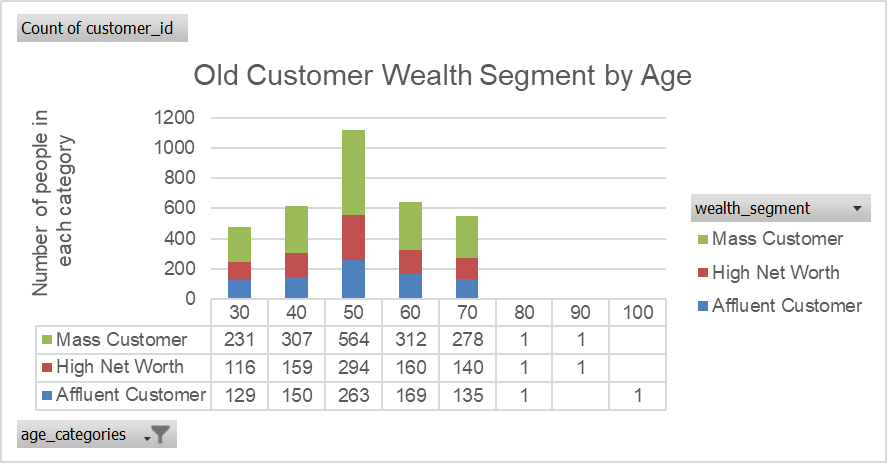 Count of customer_id
Old Customer Wealth Segment by Age
Number of people in
each category
1200
1000
800
600
400
200
0
30 40 50 60 70 80 90 100
Mass Customer 231 307 564 312 278 1 1
High Net Worth 116 159 294 160 140 1 1
Affluent Customer 129 150 263 169 135 1 1
wealth_segment
Mass Customer
High Net Worth
Affluent Customer
age_categories